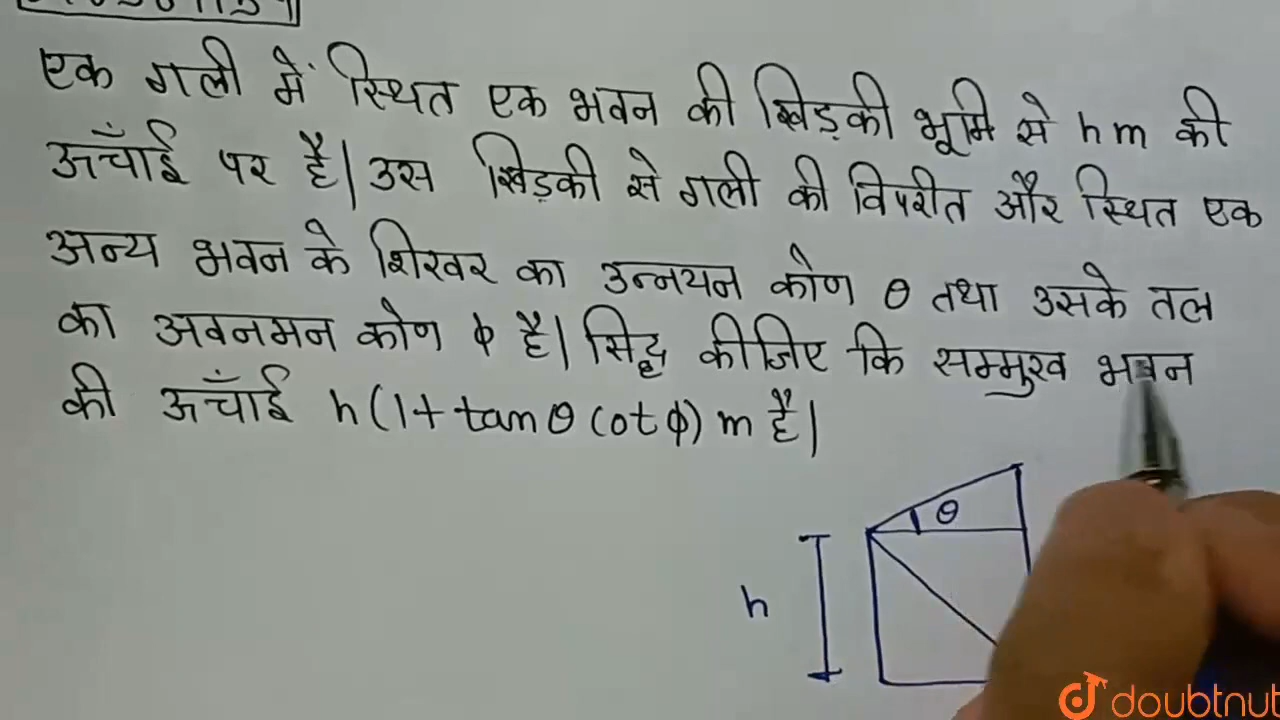 एक गली में स्थित एक भवन की खिड़की भूमि से h m की
ऊँचाई पर है। उस खिड़की से गली की विपरीत और स्थित एक
अन्य भवन के शिखर का उन्नयन कोण θ तथा उसके तल
का अवनमन कोण ϕ है। सिद्ध कीजिए कि सम्मुख भवन
की ऊँचाई h(1+tanθ cotϕ) m है।
θ
h
doubtnut